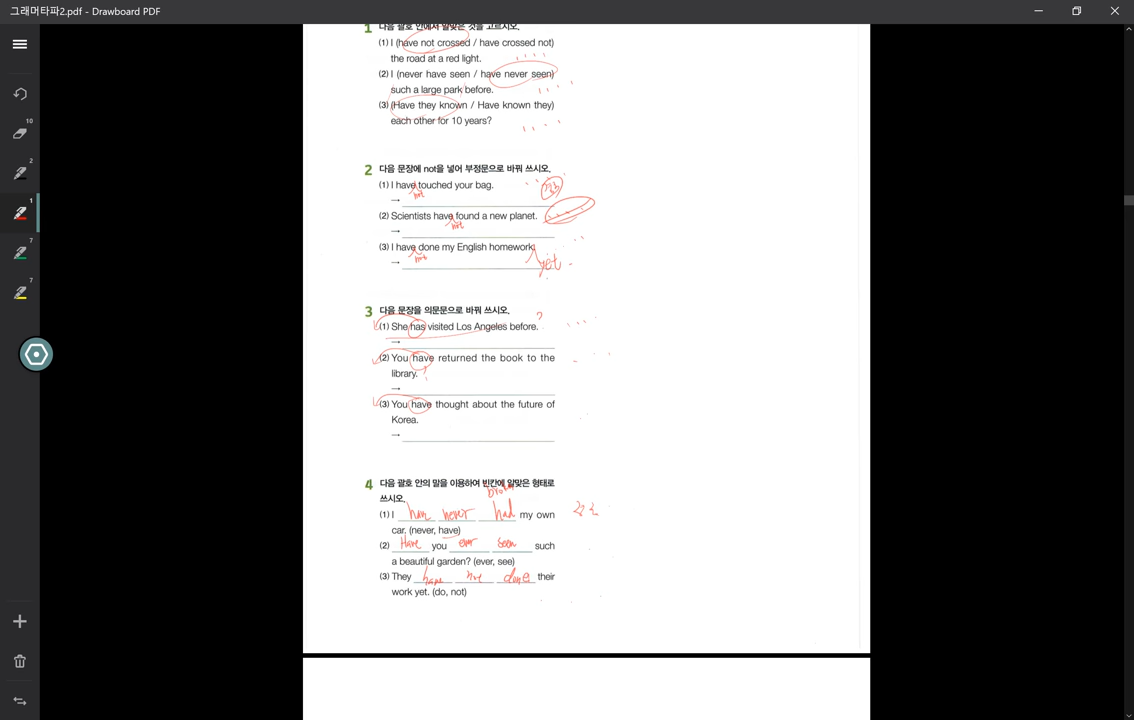 그래머타파2.pdf - Drawboard PDF
1 다음 괄호 안에서 알맞은 것을 고르시오.
(1) I (have not crossed / have crossed not)
the road at a red light.
(2) I (never have seen / have never seen)
such a large park before.
(3) (Have they known / Have known they)
each other for 10 years?
10
2
1
7
7
2 다음 문장에 not을 넣어 부정문으로 바꿔 쓰시오.
(1) I have touched your bag.
not
→
(2) Scientists have found a new planet.
not
→
(3) I have done my English homework.
not
→
yet.
3 다음 문장을 의문문으로 바꿔 쓰시오.
(1) She has visited Los Angeles before.
?
→
(2) You have returned the book to the
library.
?
→
(3) You have thought about the future of
Korea.
→
4 다음 괄호 안의 말을 이용하여 빈칸에 알맞은 형태로
쓰시오.
(1) I have never had my own
car. (never, have)
(2) Have you ever seen such
a beautiful garden? (ever, see)
(3) They have not done their
work yet. (do, not)